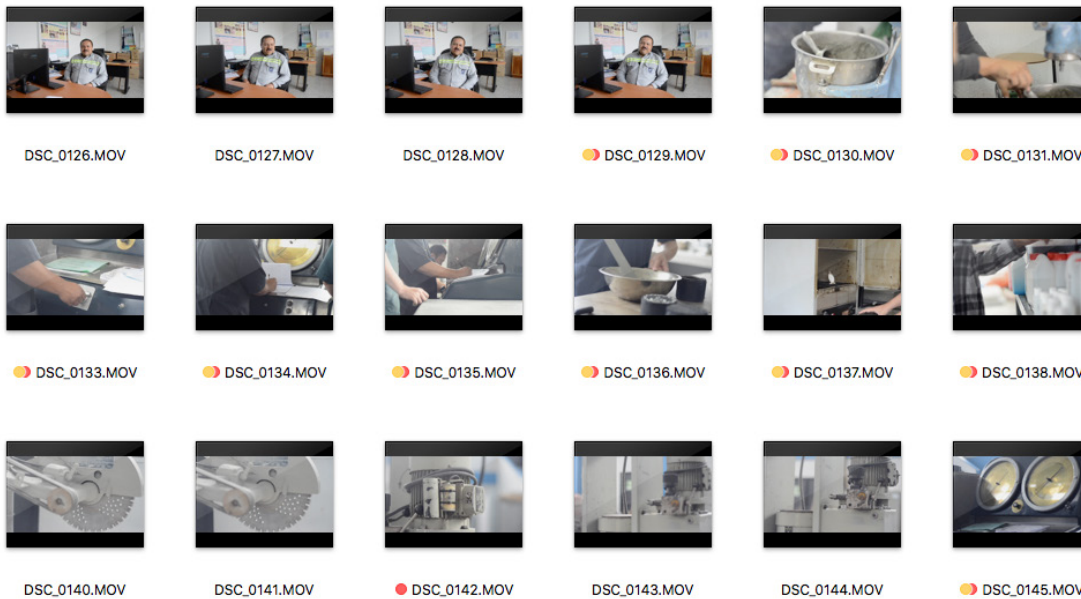 DSC_0126.MOV
DSC_0127.MOV
DSC_0128.MOV
DSC_0129.MOV
DSC_0130.MOV
DSC_0131.MOV
DSC_0133.MOV
DSC_0134.MOV
DSC_0135.MOV
DSC_0136.MOV
DSC_0137.MOV
DSC_0138.MOV
DSC_0140.MOV
DSC_0141.MOV
DSC_0142.MOV
DSC_0143.MOV
DSC_0144.MOV
DSC_0145.MOV